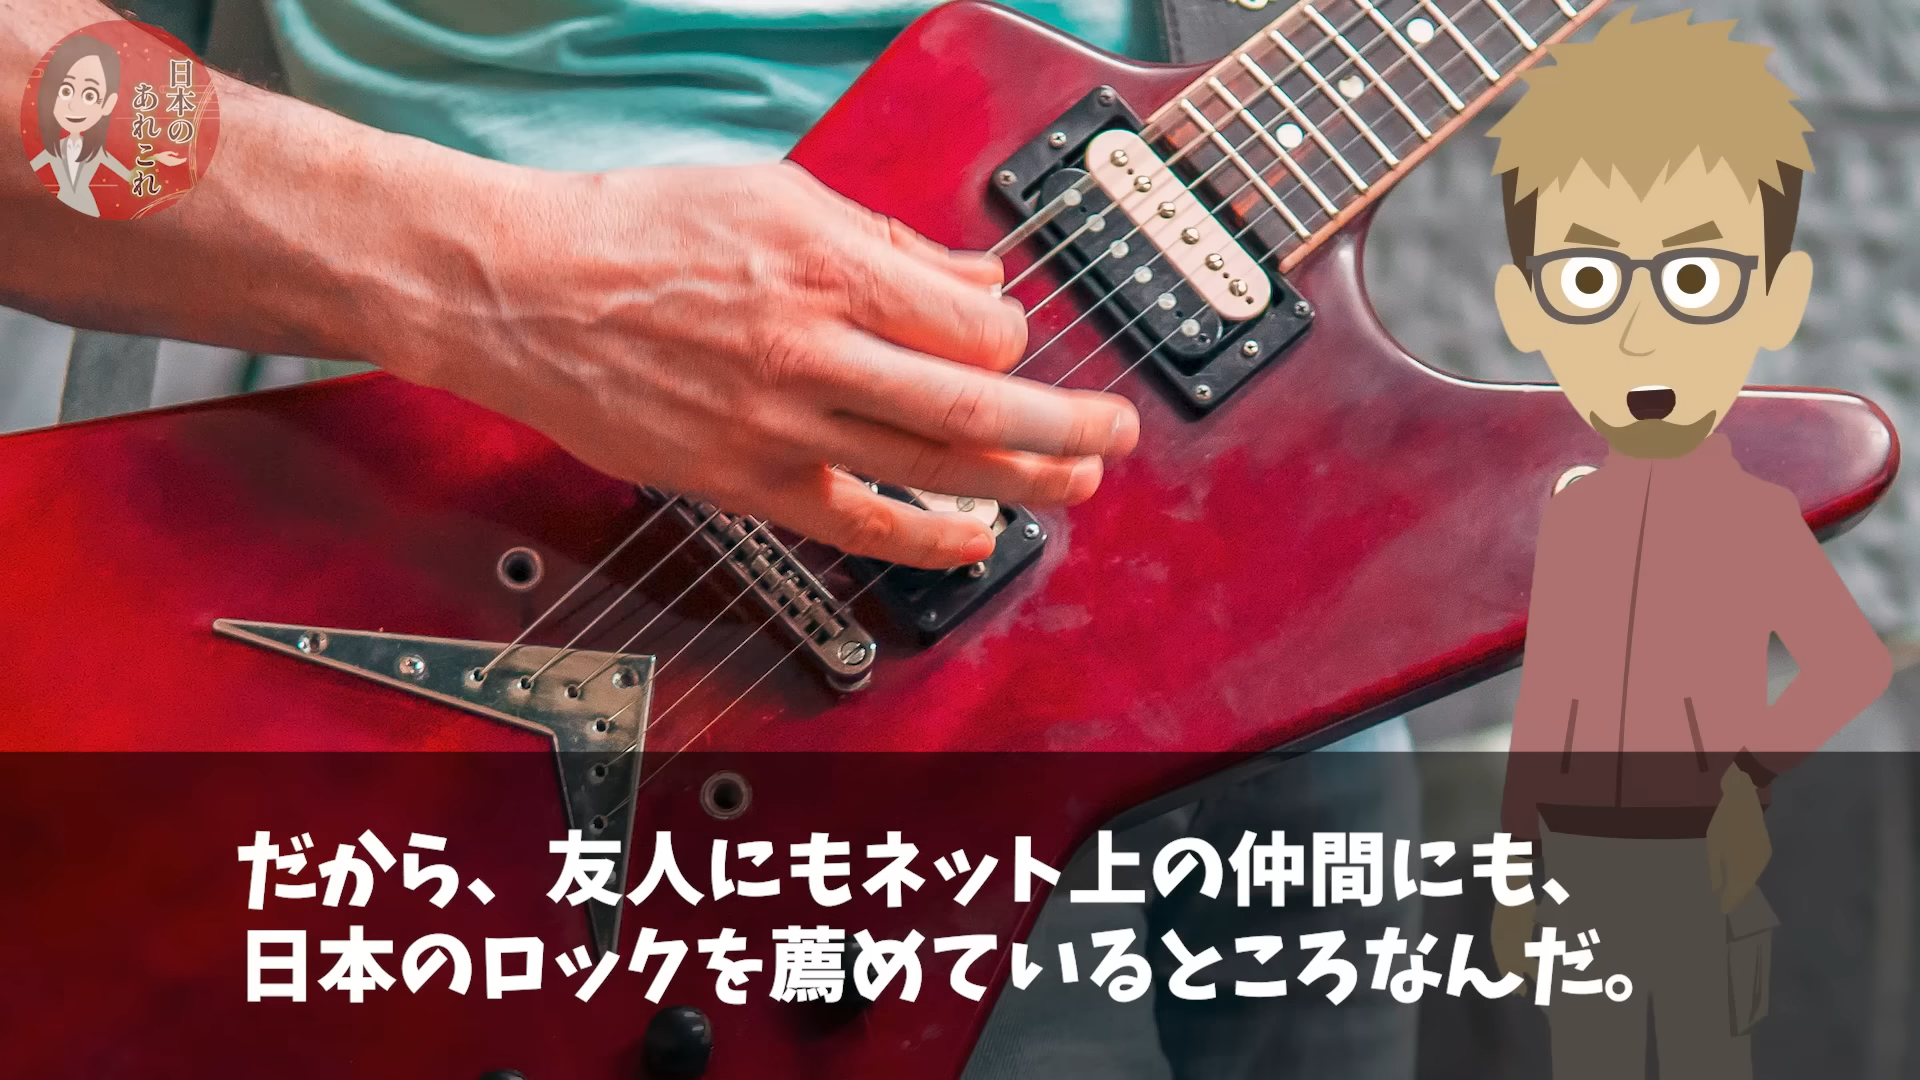 日本の
あれこれ
だから、友人にもネット上の仲間にも、
日本のロックを薦めているところなんだ。